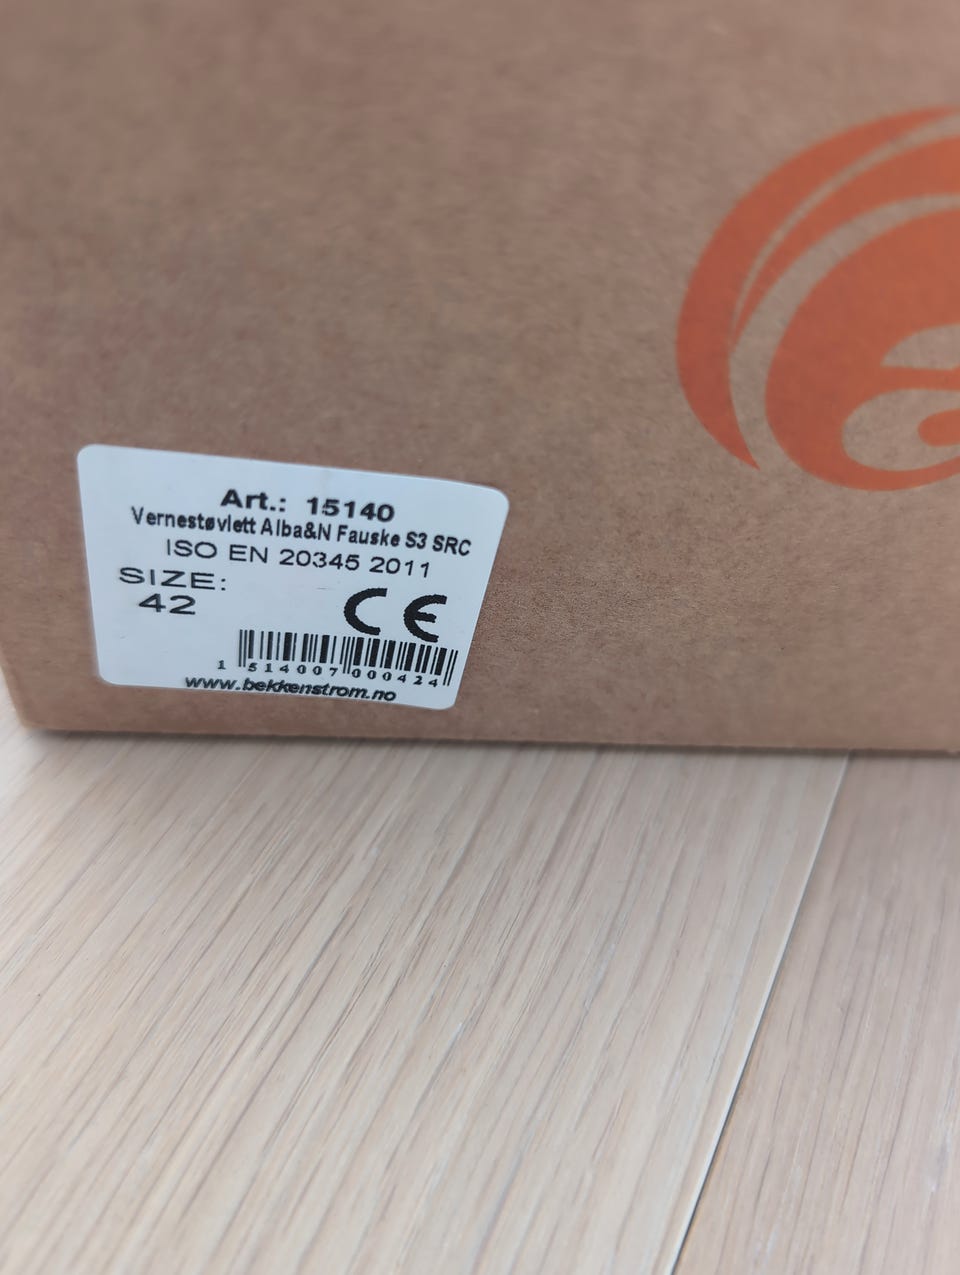 Art.: 15140
Vernestøvlett Alba&N Fauske S3 SRC
ISO EN 20345 2011
SIZE:
42
CE
1 514007 000424
www.bekkenstrom.no